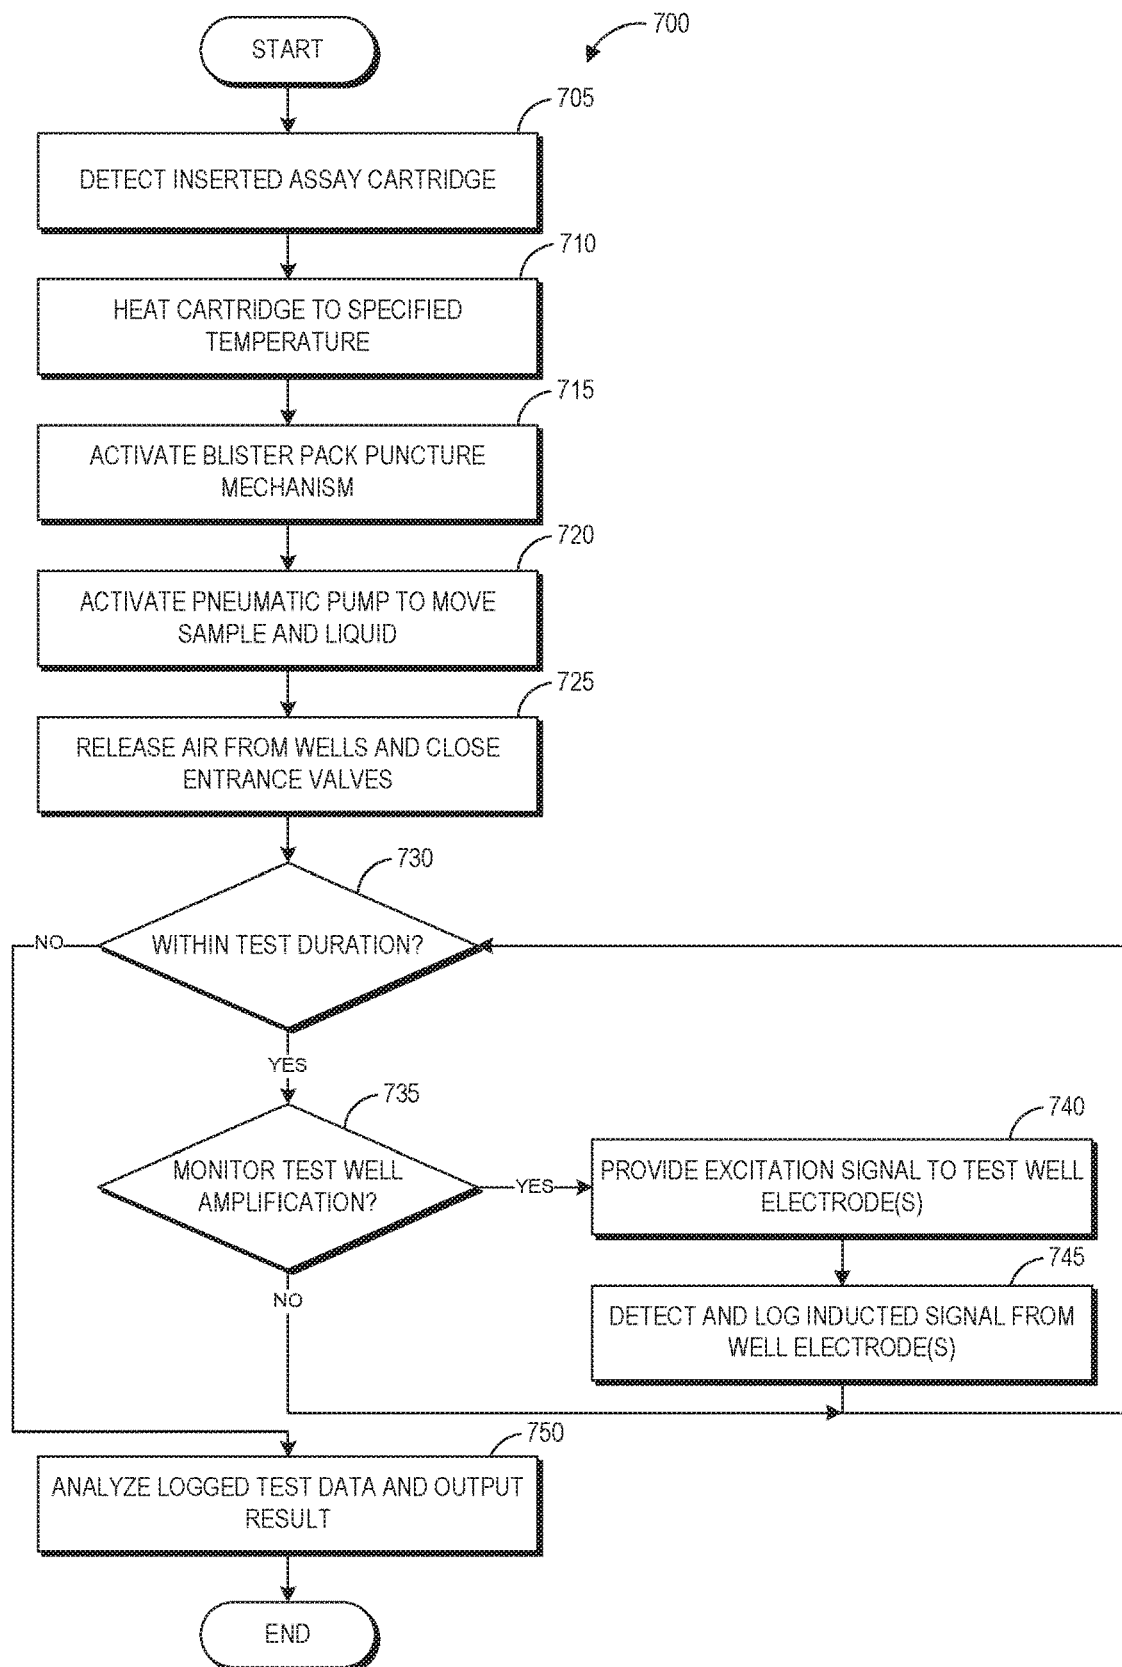 START
700
705
DETECT INSERTED ASSAY CARTRIDGE
710
HEAT CARTRIDGE TO SPECIFIED
TEMPERATURE
715
ACTIVATE BLISTER PACK PUNCTURE
MECHANISM
720
ACTIVATE PNEUMATIC PUMP TO MOVE
SAMPLE AND LIQUID
725
RELEASE AIR FROM WELLS AND CLOSE
ENTRANCE VALVES
730
NO
WITHIN TEST DURATION?
YES
735
MONITOR TEST WELL
AMPLIFICATION?
YES
740
PROVIDE EXCITATION SIGNAL TO TEST WELL
ELECTRODE(S)
745
NO
DETECT AND LOG INDUCTED SIGNAL FROM
WELL ELECTRODE(S)
750
ANALYZE LOGGED TEST DATA AND OUTPUT
RESULT
END